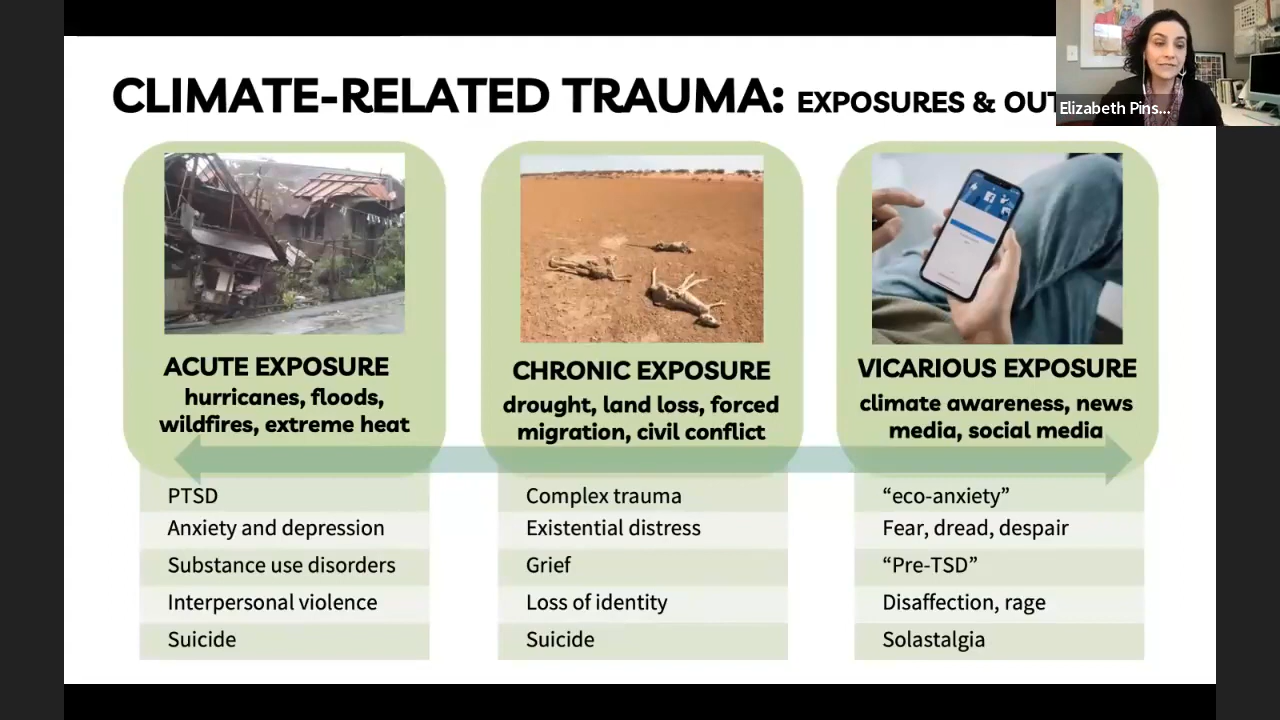 CLIMATE-RELATED TRAUMA: EXPOSURES & OUT
Elizabeth Pins...
ACUTE EXPOSURE
hurricanes, floods,
wildfires, extreme heat
PTSD
Anxiety and depression
Substance use disorders
Interpersonal violence
Suicide
CHRONIC EXPOSURE
drought, land loss, forced
migration, civil conflict
Complex trauma
Existential distress
Grief
Loss of identity
Suicide
VICARIOUS EXPOSURE
climate awareness, news
media, social media
“eco-anxiety”
Fear, dread, despair
“Pre-TSD”
Disaffection, rage
Solastalgia